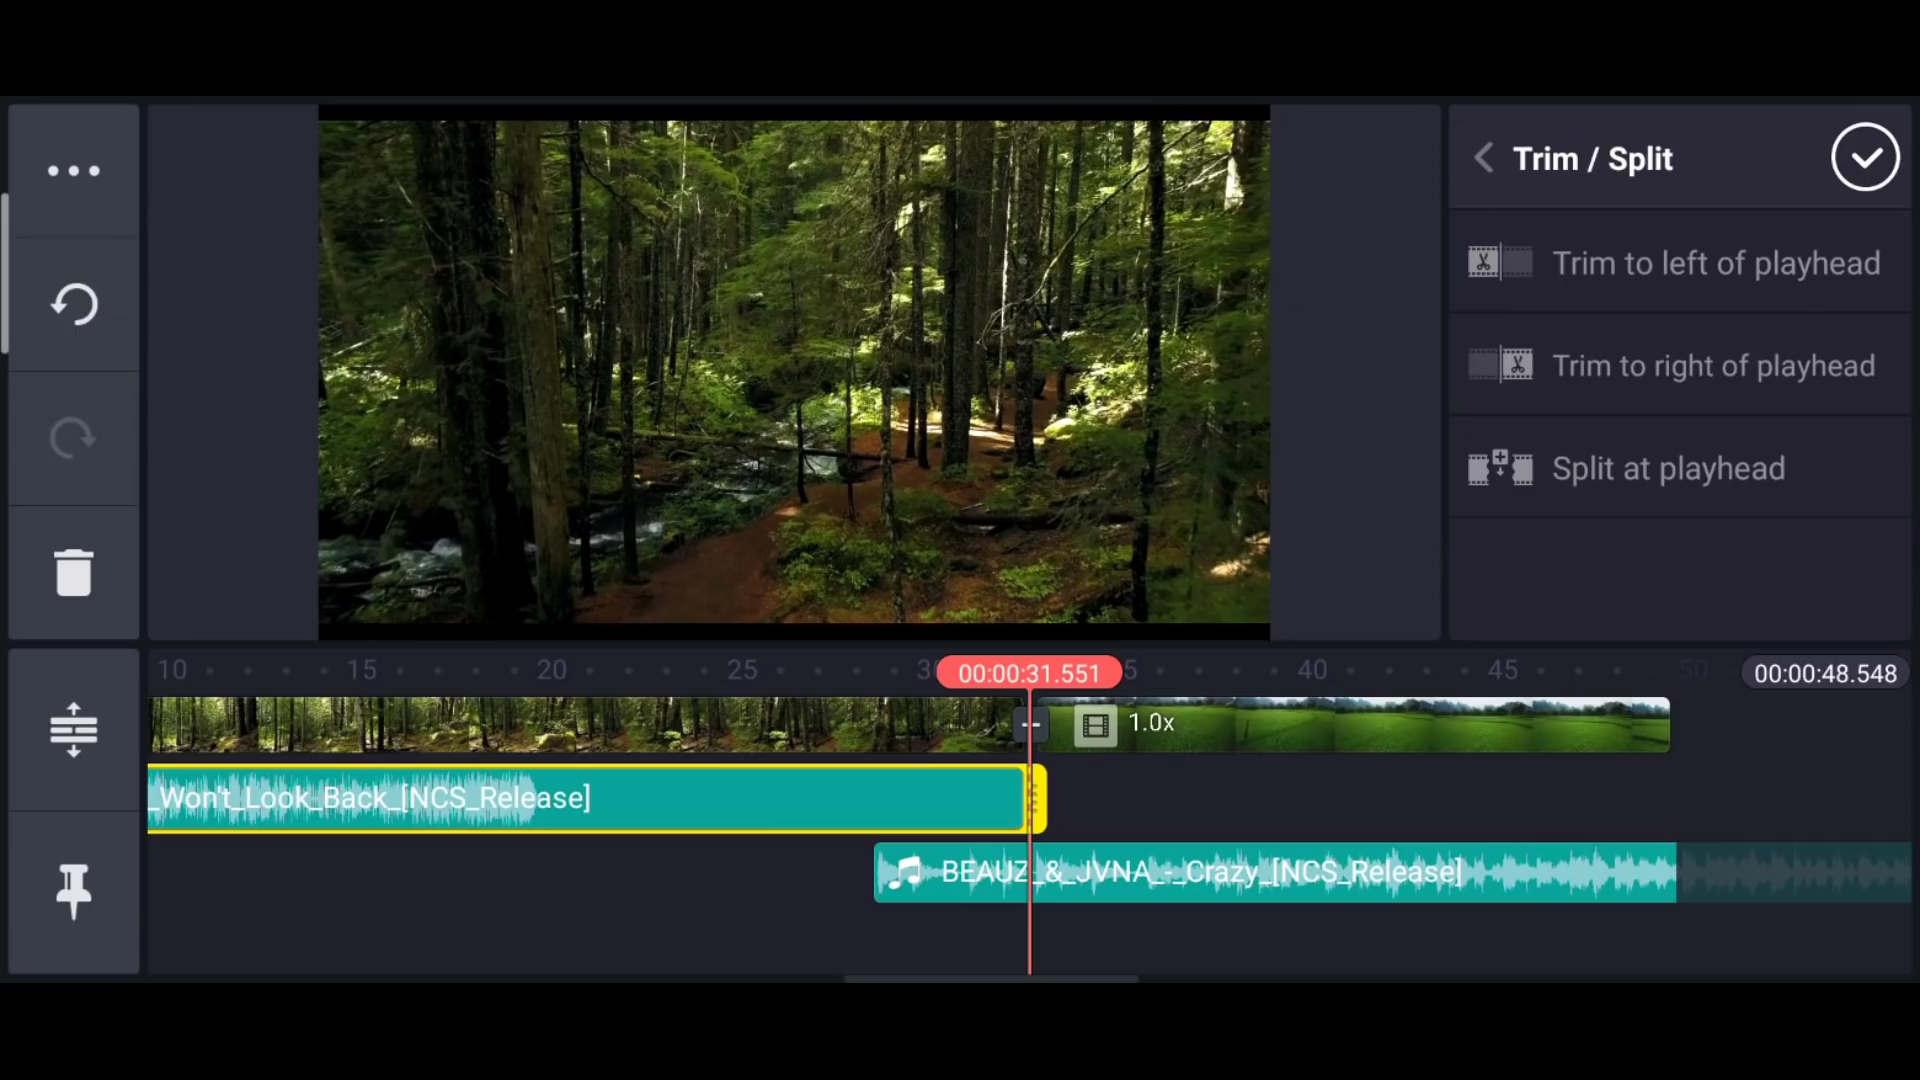 Trim / Split
Trim to left of playhead
Trim to right of playhead
Split at playhead
10 15 20 25 3 00:00:31.551 5 40 45 50 00:00:48.548
1.0x
_Won't_Look_Back_[NCS_Release]
BEAUZ_&_JVNA_-_Crazy_[NCS_Release]